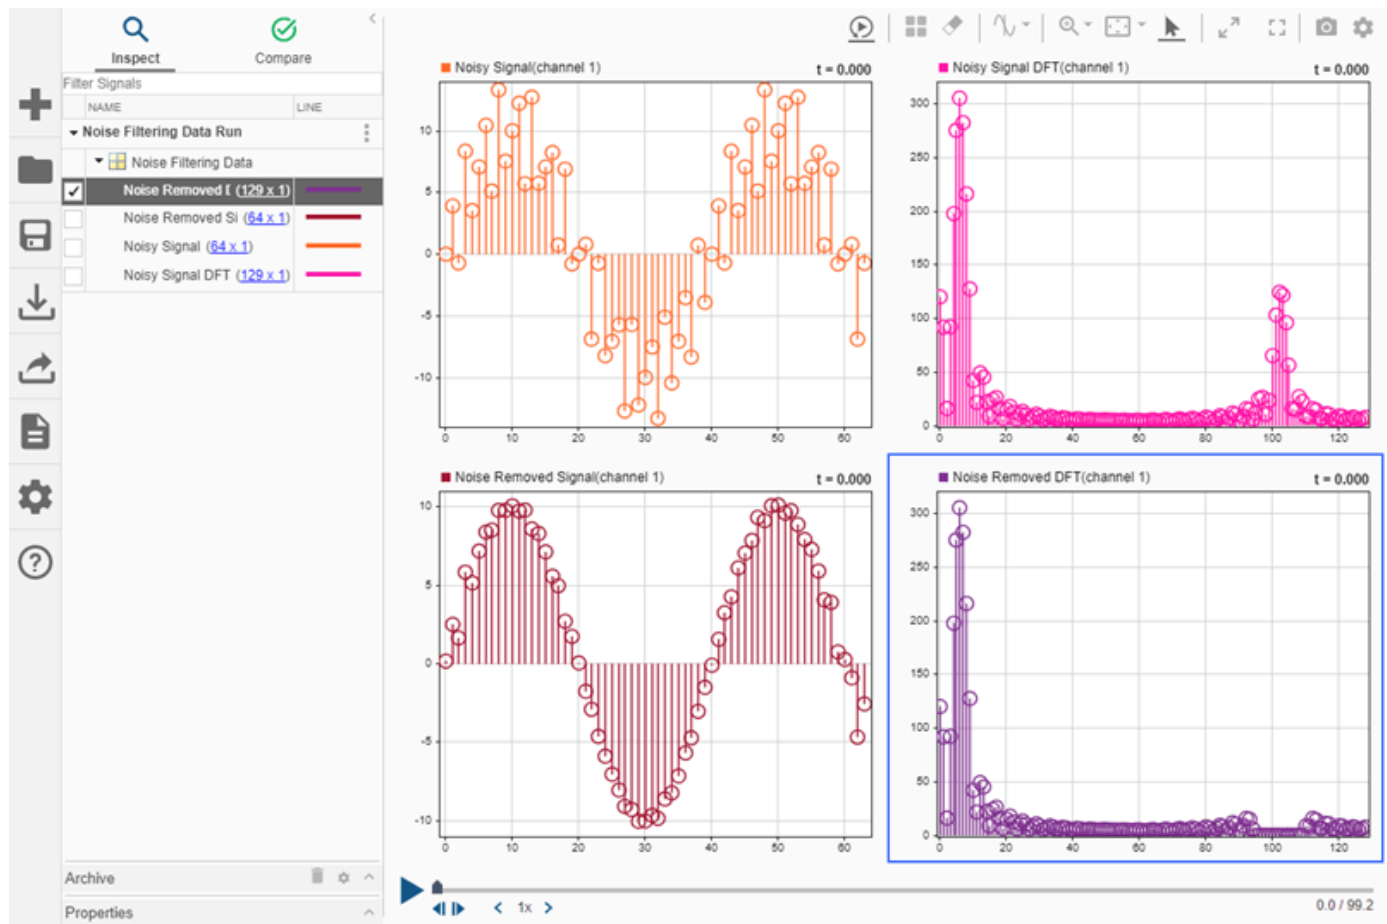 Inspect
Compare
Filter Signals
NAME LINE
Noise Filtering Data Run
Noise Filtering Data
Noise Removed D (129 x 1)
Noise Removed Si (64 x 1)
Noisy Signal (64 x 1)
Noisy Signal DFT (129 x 1)
Archive
Properties
Noisy Signal(channel 1) t = 0.000
10
5
0
-5
-10
0 10 20 30 40 50 60
Noisy Signal DFT(channel 1) t = 0.000
300
250
200
150
100
50
0
0 20 40 60 80 100 120
Noise Removed Signal(channel 1) t = 0.000
10
5
0
-5
-10
0 10 20 30 40 50 60
Noise Removed DFT(channel 1) t = 0.000
300
250
200
150
100
50
0
0 20 40 60 80 100 120
1x
0.0 / 99.2